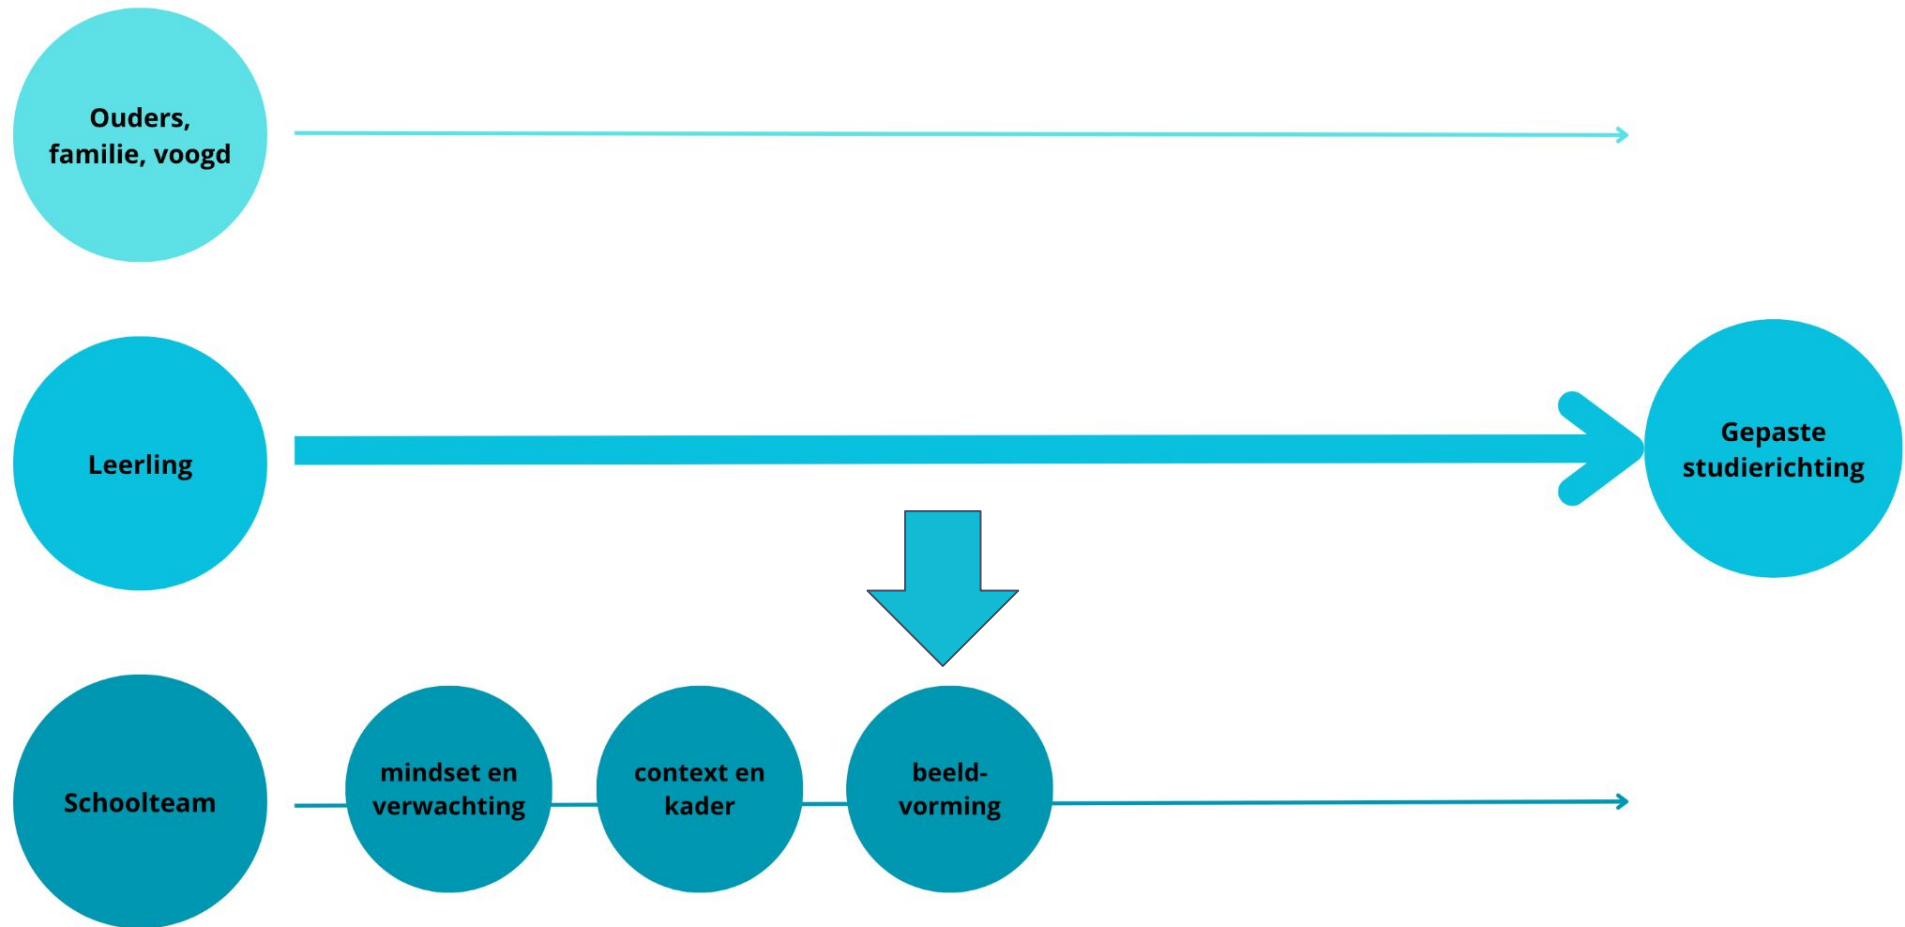 Ouders,
familie, voogd
Leerling
Gepaste
studierichting
Schoolteam
mindset en
verwachting
context en
kader
beeld-
vorming